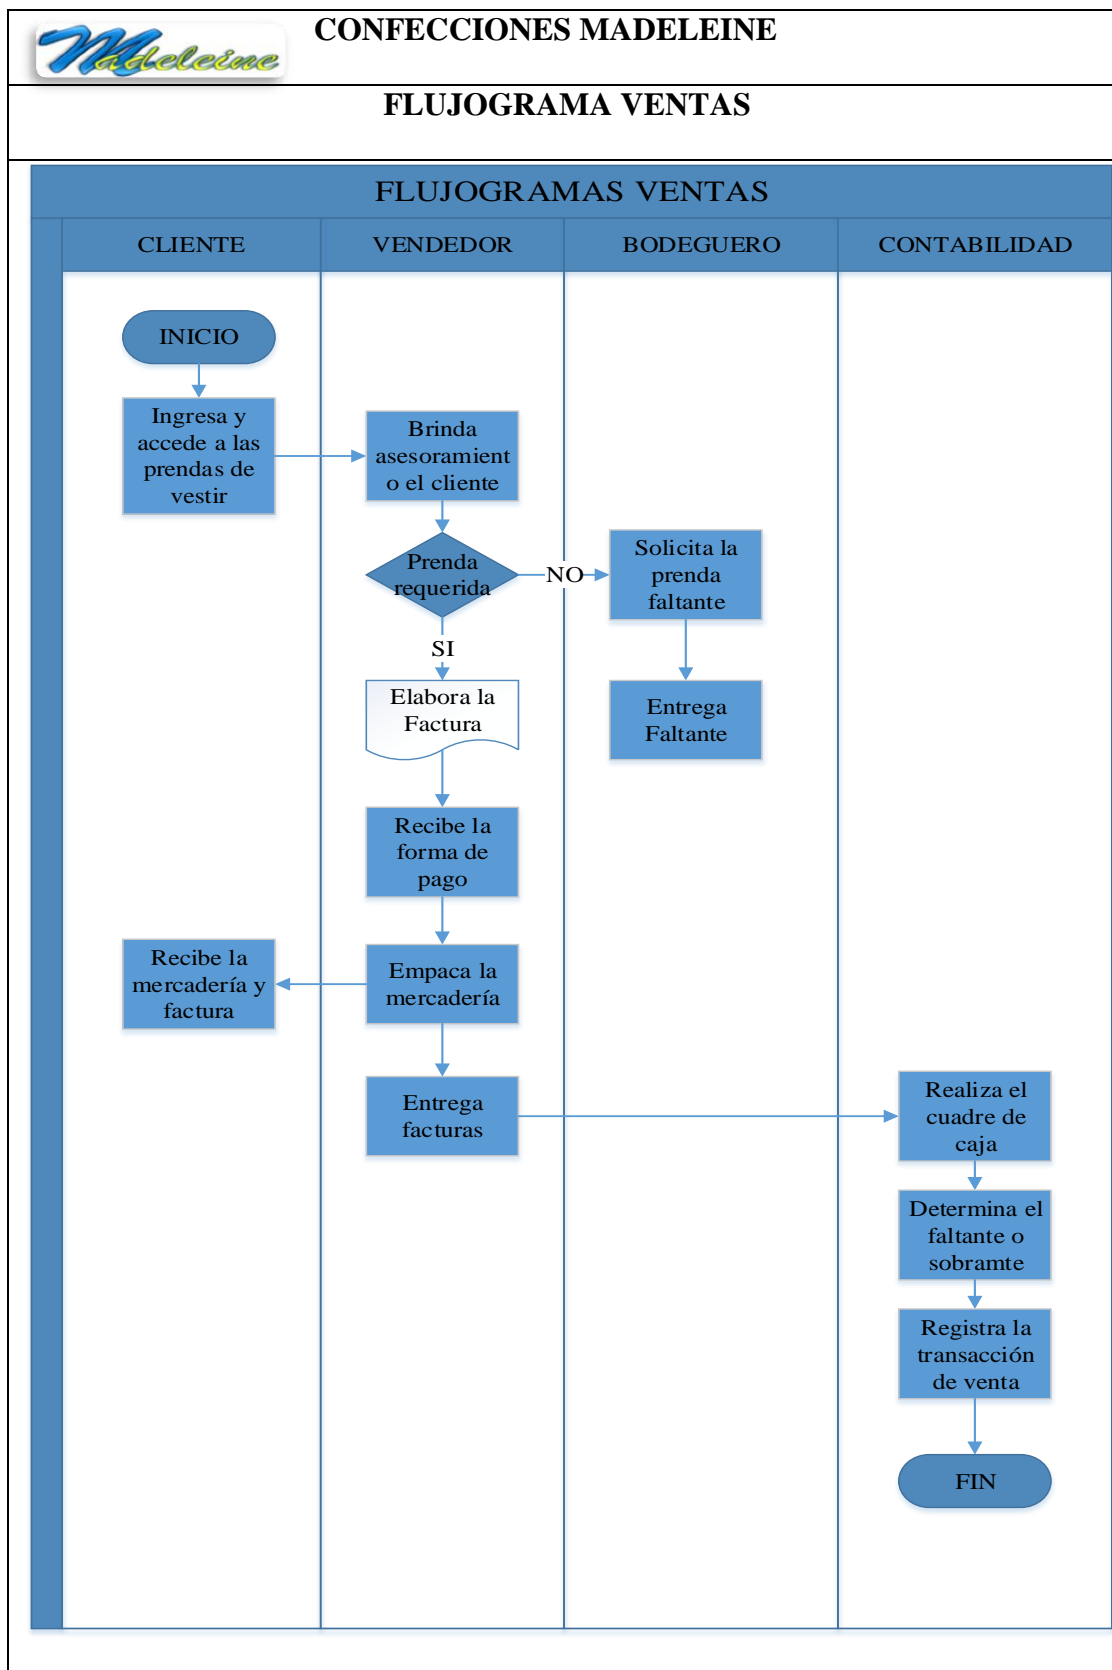 Madeleine
CONFECCIONES MADELEINE
FLUJOGRAMA VENTAS
FLUJOGRAMAS VENTAS
CLIENTE
VENDEDOR
BODEGUERO
CONTABILIDAD
INICIO
Ingresa y
accede a las
prendas de
vestir
Brinda
asesoramient
o el cliente
Prenda
requerida
NO
Solicita la
prenda
faltante
SI
Elabora la
Factura
Entrega
Faltante
Recibe la
forma de
pago
Recibe la
mercadería y
factura
Empaca la
mercadería
Entrega
facturas
Realiza el
cuadre de
caja
Determina el
faltante o
sobramte
Registra la
transacción
de venta
FIN